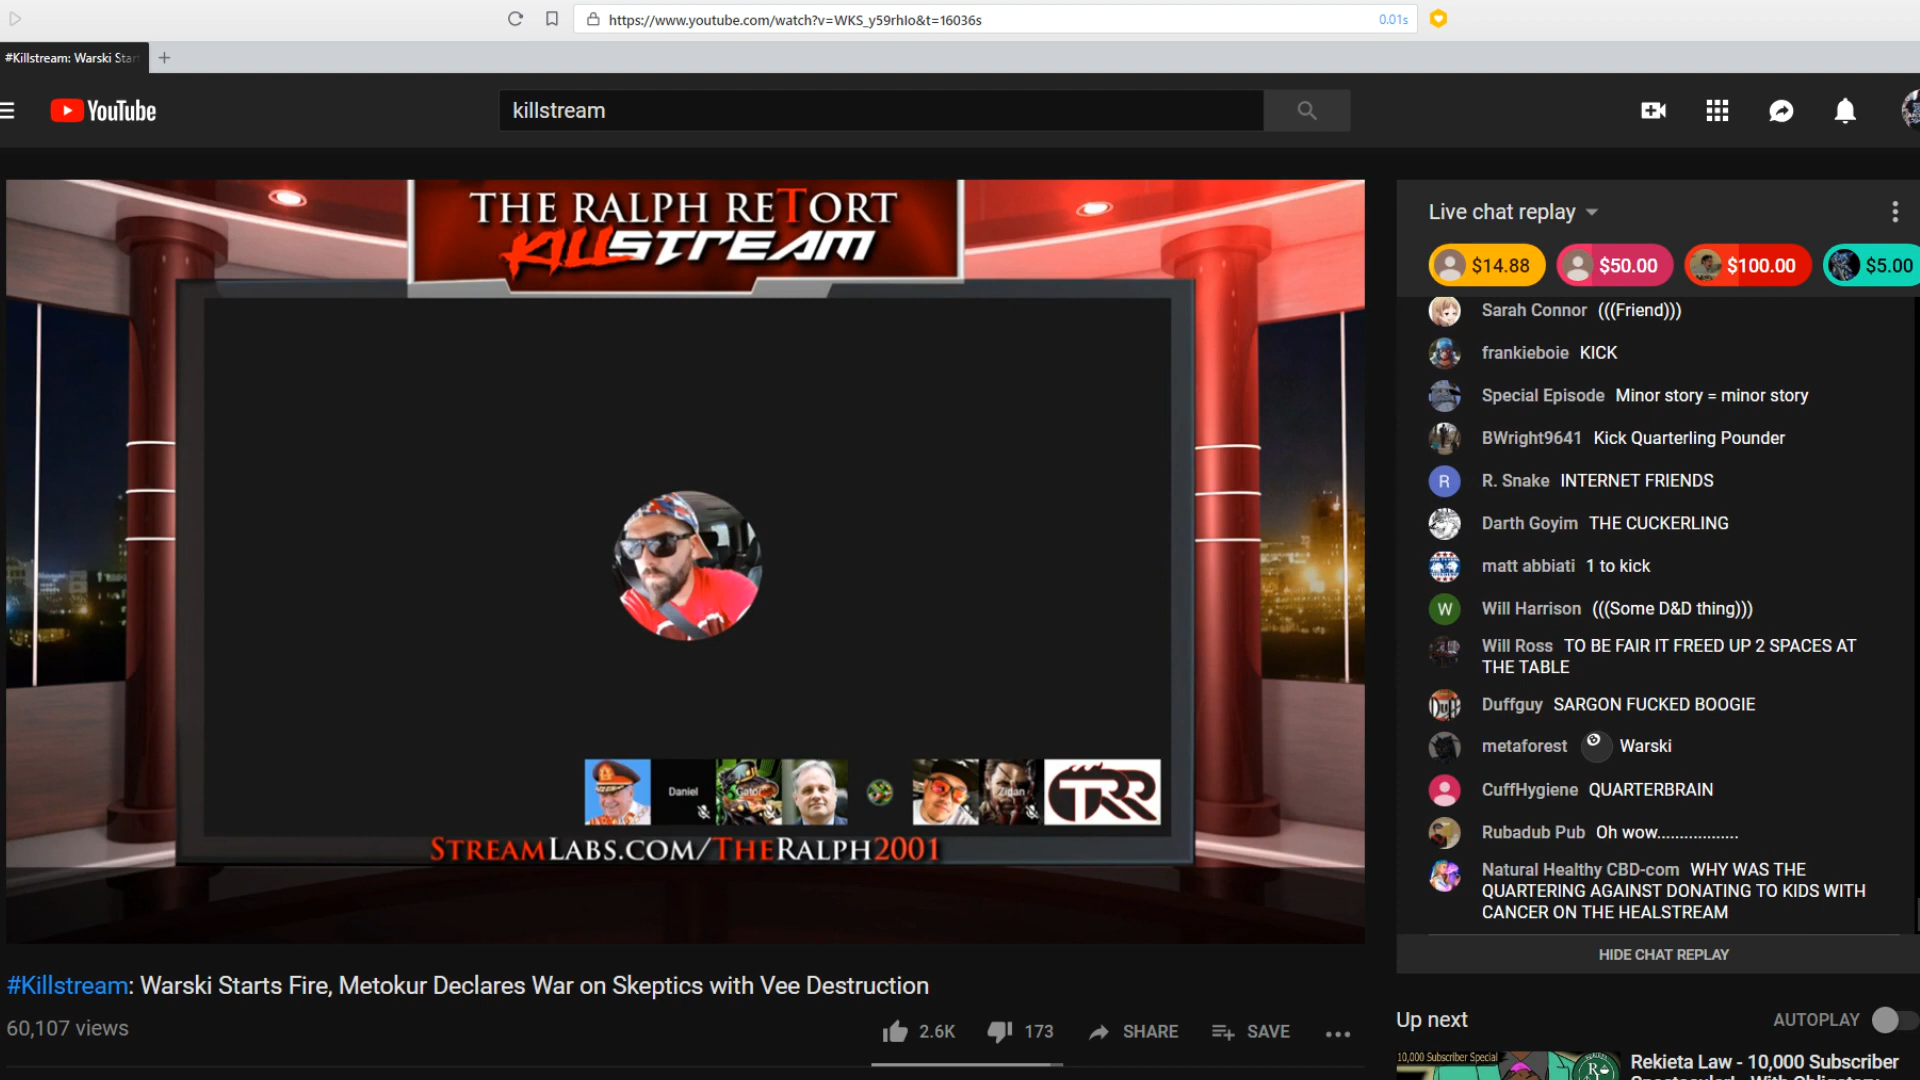 https://www.youtube.com/watch?v=WKS_y59rhIo&t=16036s
0.01s
#Killstream: Warski Star
YouTube
killstream
THE RALPH RETORT
KILLSTREAM
Daniel
Gator
Zidan
TRR
STREAMLABS.COM/THERALPH2001
Live chat replay
$14.88
$50.00
$100.00
$5.00
Sarah Connor (((Friend)))
frankieboie KICK
Special Episode Minor story = minor story
BWright9641 Kick Quarterling Pounder
R
R. Snake INTERNET FRIENDS
Darth Goyim THE CUCKERLING
matt abbiati 1 to kick
W
Will Harrison (((Some D&D thing)))
Will Ross TO BE FAIR IT FREED UP 2 SPACES AT
THE TABLE
Duffguy SARGON FUCKED BOOGIE
metaforest Warski
CuffHygiene QUARTERBRAIN
Rubadub Pub Oh wow.................
Natural Healthy CBD-com WHY WAS THE
QUARTERING AGAINST DONATING TO KIDS WITH
CANCER ON THE HEALSTREAM
HIDE CHAT REPLAY
#Killstream: Warski Starts Fire, Metokur Declares War on Skeptics with Vee Destruction
60,107 views
2.6K
173
SHARE
SAVE
Up next
AUTOPLAY
10,000 Subscriber Special
Rekieta Law - 10,000 Subscriber